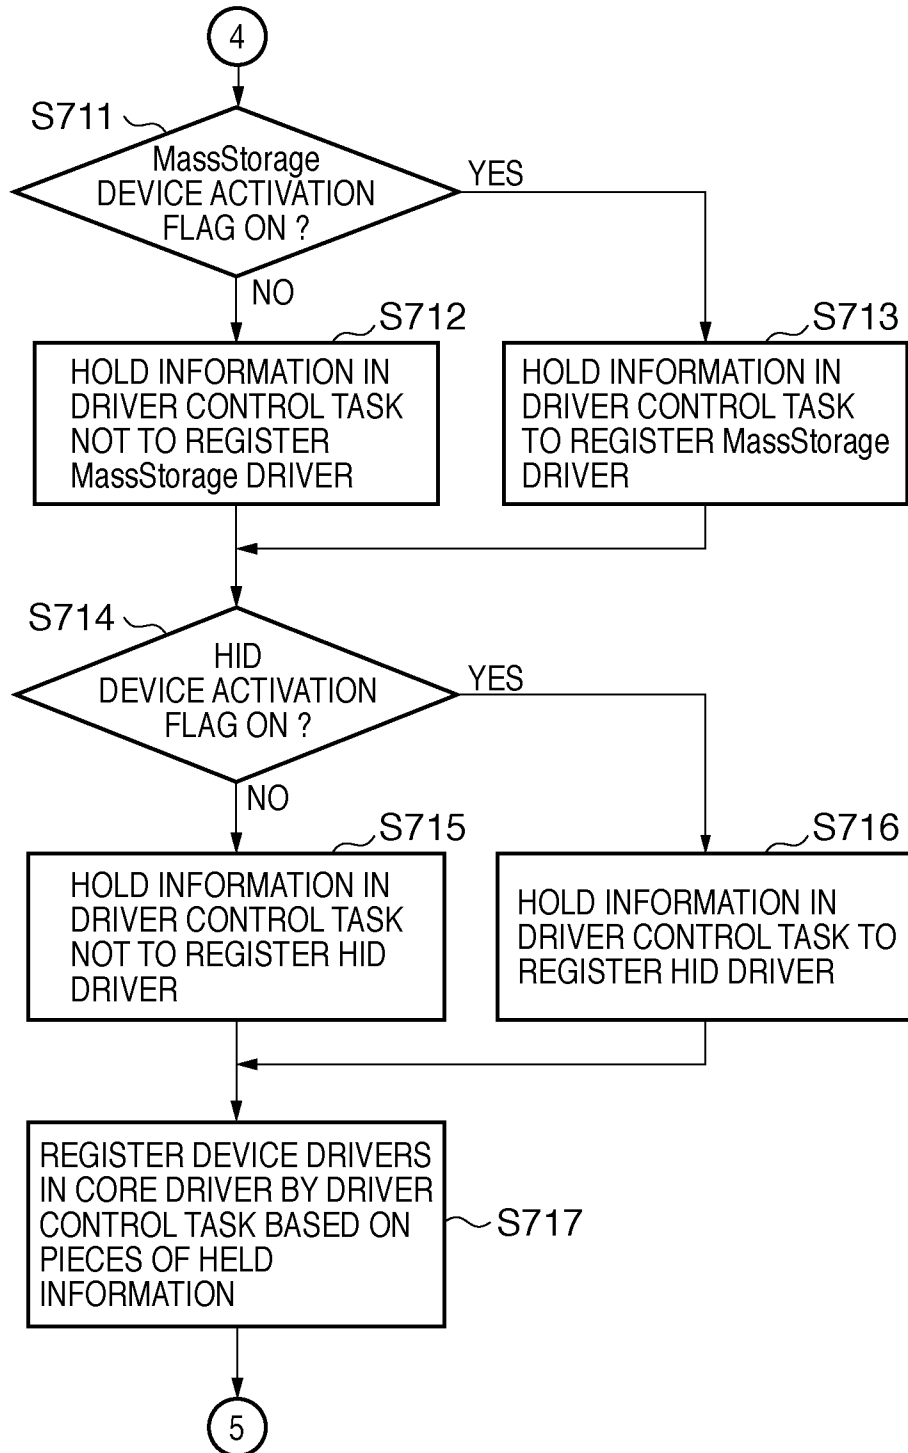 4
S711
MassStorage
DEVICE ACTIVATION
FLAG ON ?
YES
NO
S712
HOLD INFORMATION IN
DRIVER CONTROL TASK
NOT TO REGISTER
MassStorage DRIVER
S713
HOLD INFORMATION IN
DRIVER CONTROL TASK
TO REGISTER MassStorage
DRIVER
S714
HID
DEVICE ACTIVATION
FLAG ON ?
YES
NO
S715
HOLD INFORMATION IN
DRIVER CONTROL TASK
NOT TO REGISTER HID
DRIVER
S716
HOLD INFORMATION IN
DRIVER CONTROL TASK TO
REGISTER HID DRIVER
REGISTER DEVICE DRIVERS
IN CORE DRIVER BY DRIVER
CONTROL TASK BASED ON
PIECES OF HELD
INFORMATION
S717
5